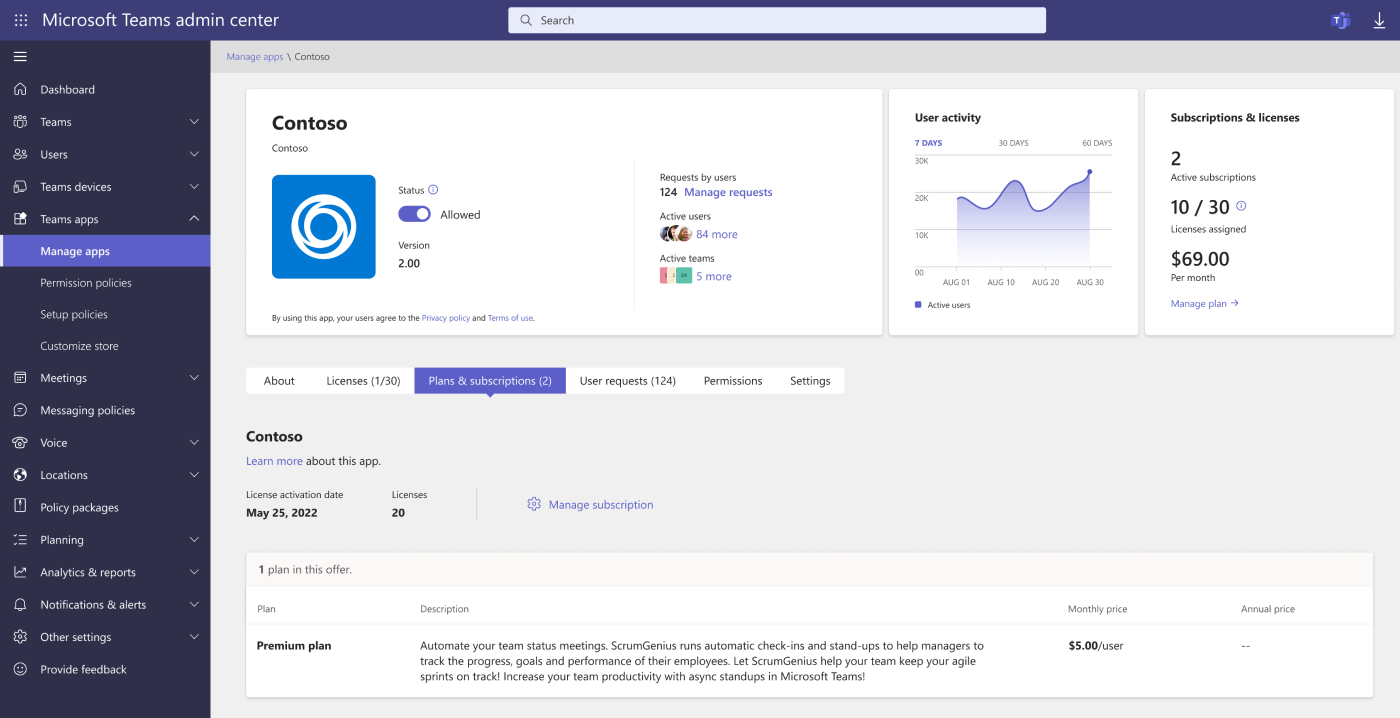 Microsoft Teams admin center
Search
Manage apps \ Contoso
Dashboard
Teams
Users
Teams devices
Teams apps
Manage apps
Permission policies
Setup policies
Customize store
Meetings
Messaging policies
Voice
Locations
Policy packages
Planning
Analytics & reports
Notifications & alerts
Other settings
Provide feedback
Contoso
Contoso
Status
Allowed
Version
2.00
Requests by users
124 Manage requests
Active users
84 more
Active teams
5 more
By using this app, your users agree to the Privacy policy and Terms of use.
User activity
7 DAYS 30 DAYS 60 DAYS
30K
20K
10K
00
AUG 01 AUG 10 AUG 20 AUG 30
Active users
Subscriptions & licenses
2
Active subscriptions
10 / 30
Licenses assigned
$69.00
Per month
Manage plan →
About Licenses (1/30) Plans & subscriptions (2) User requests (124) Permissions Settings
Contoso
Learn more about this app.
License activation date Licenses
May 25, 2022 20
Manage subscription
1 plan in this offer.
Plan Description Monthly price Annual price
Premium plan Automate your team status meetings. ScrumGenius runs automatic check-ins and stand-ups to help managers to $5.00/user --
track the progress, goals and performance of their employees. Let ScrumGenius help your team keep your agile
sprints on track! Increase your team productivity with async standups in Microsoft Teams!